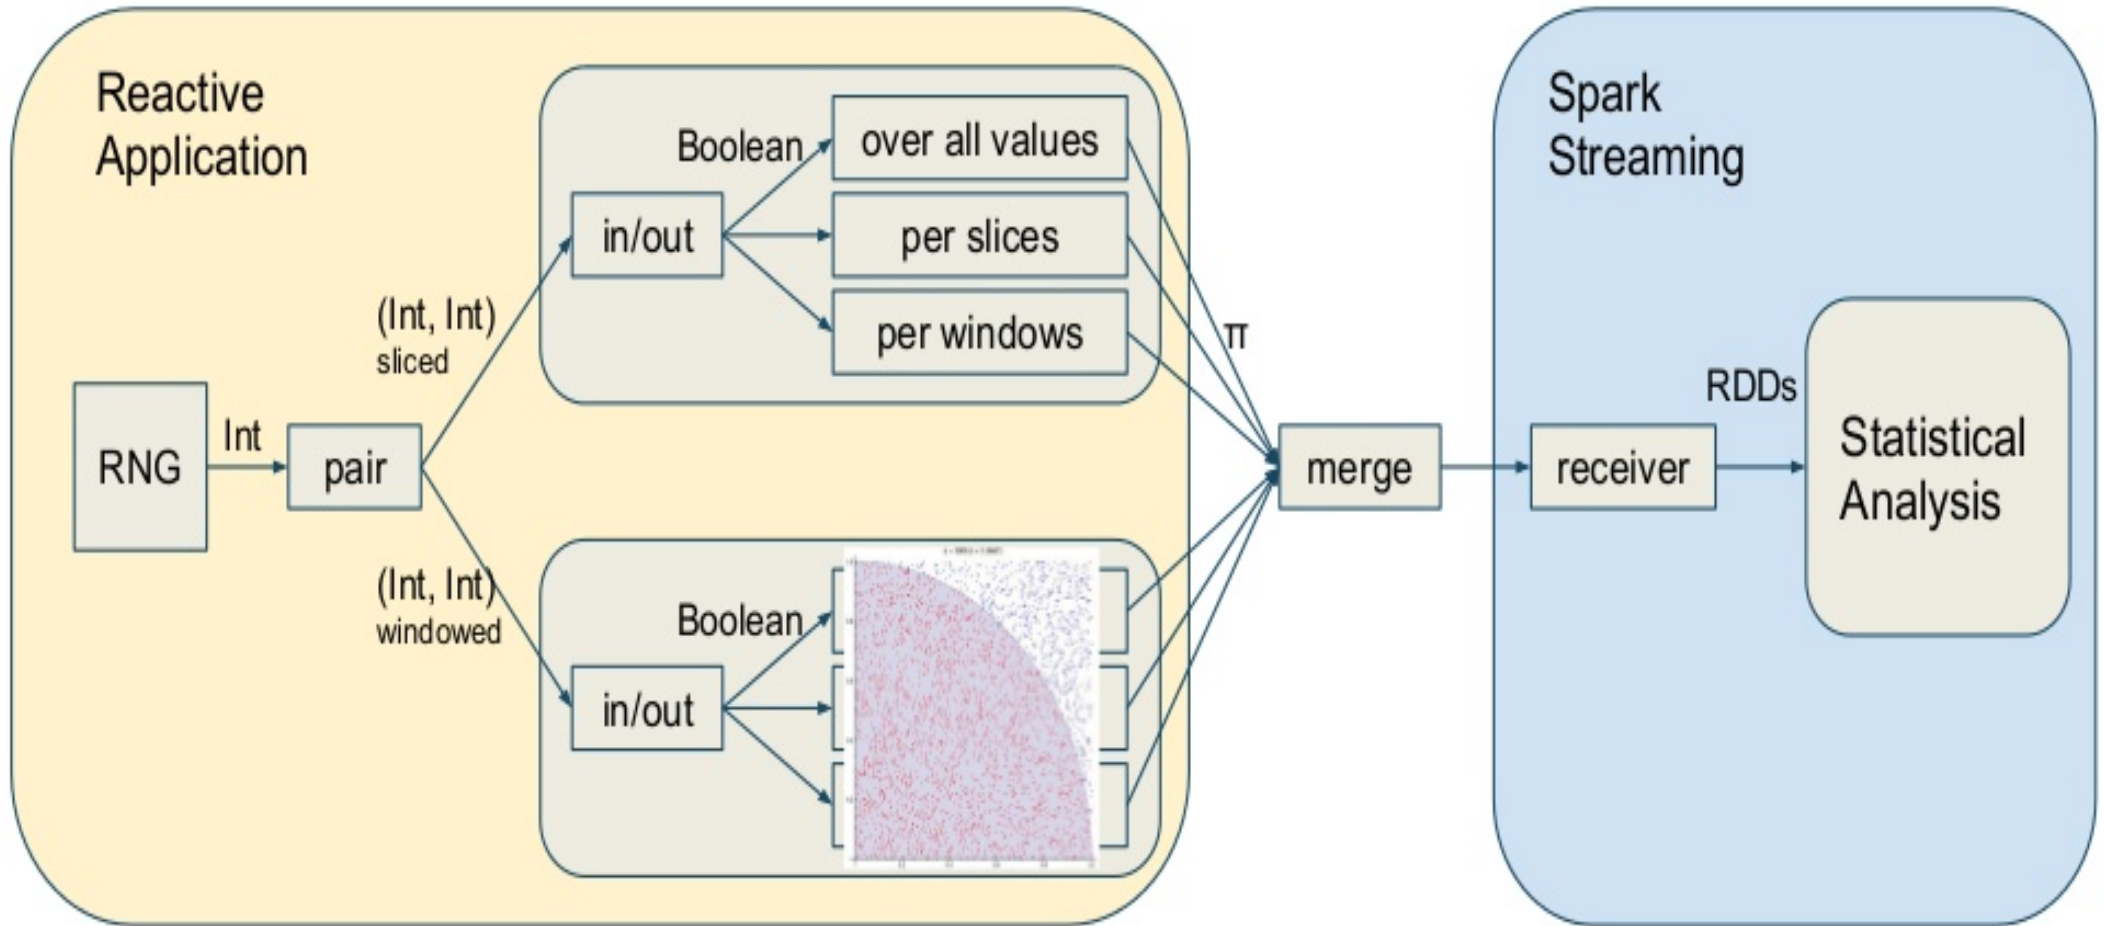 Reactive
Application
Spark
Streaming
Boolean
over all values
in/out
per slices
per windows
(Int, Int)
sliced
π
RDDs
RNG
Int
pair
merge
receiver
Statistical
Analysis
(Int, Int)
windowed
Boolean
in/out